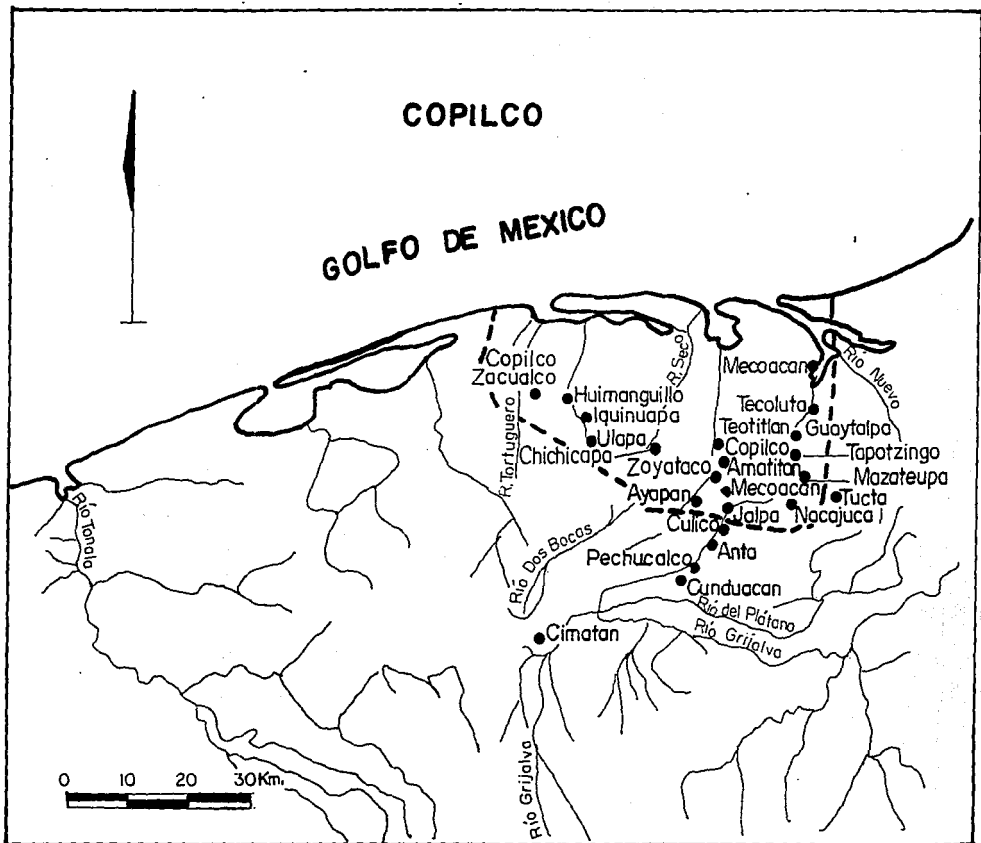 COPILCO
GOLFO DE MEXICO
Copilco
Zacualco
Huimanguillo
Iquinuapa
Ulapa
Chichicapa
R. Tortuguero
R. Seco
Río Nuevo
Mecoacan
Tecoluta
Guaytalpa
Teotitlan
Copilco
Tapotzingo
Zoyataco
Amatitan
Mazateupa
Mecoacan
Ayapan
Tucta
Jalpa
Nacajuca
Culico
Anta
Pechucalco
Cunduacan
Río Tonala
Río Dos Bocas
Río del Plátano
Río Grijalva
Cimatan
Río Grijalva
0 10 20 30Km.